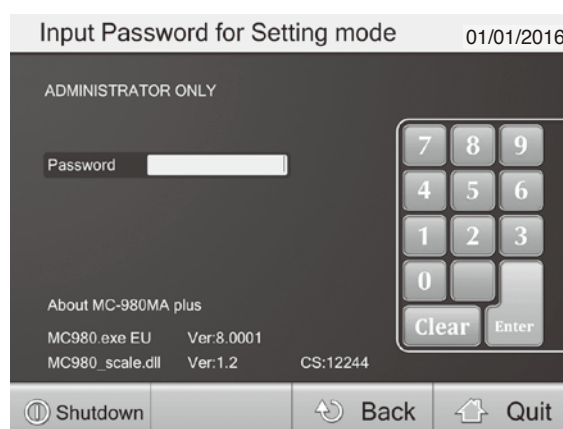 Input Password for Setting mode 01/01/2016
ADMINISTRATOR ONLY
Password
7 8 9
4 5 6
1 2 3
0
Clear Enter
About MC-980MA plus
MC980.exe EU Ver:8.0001
MC980_scale.dll Ver:1.2 CS:12244
Shutdown Back Quit